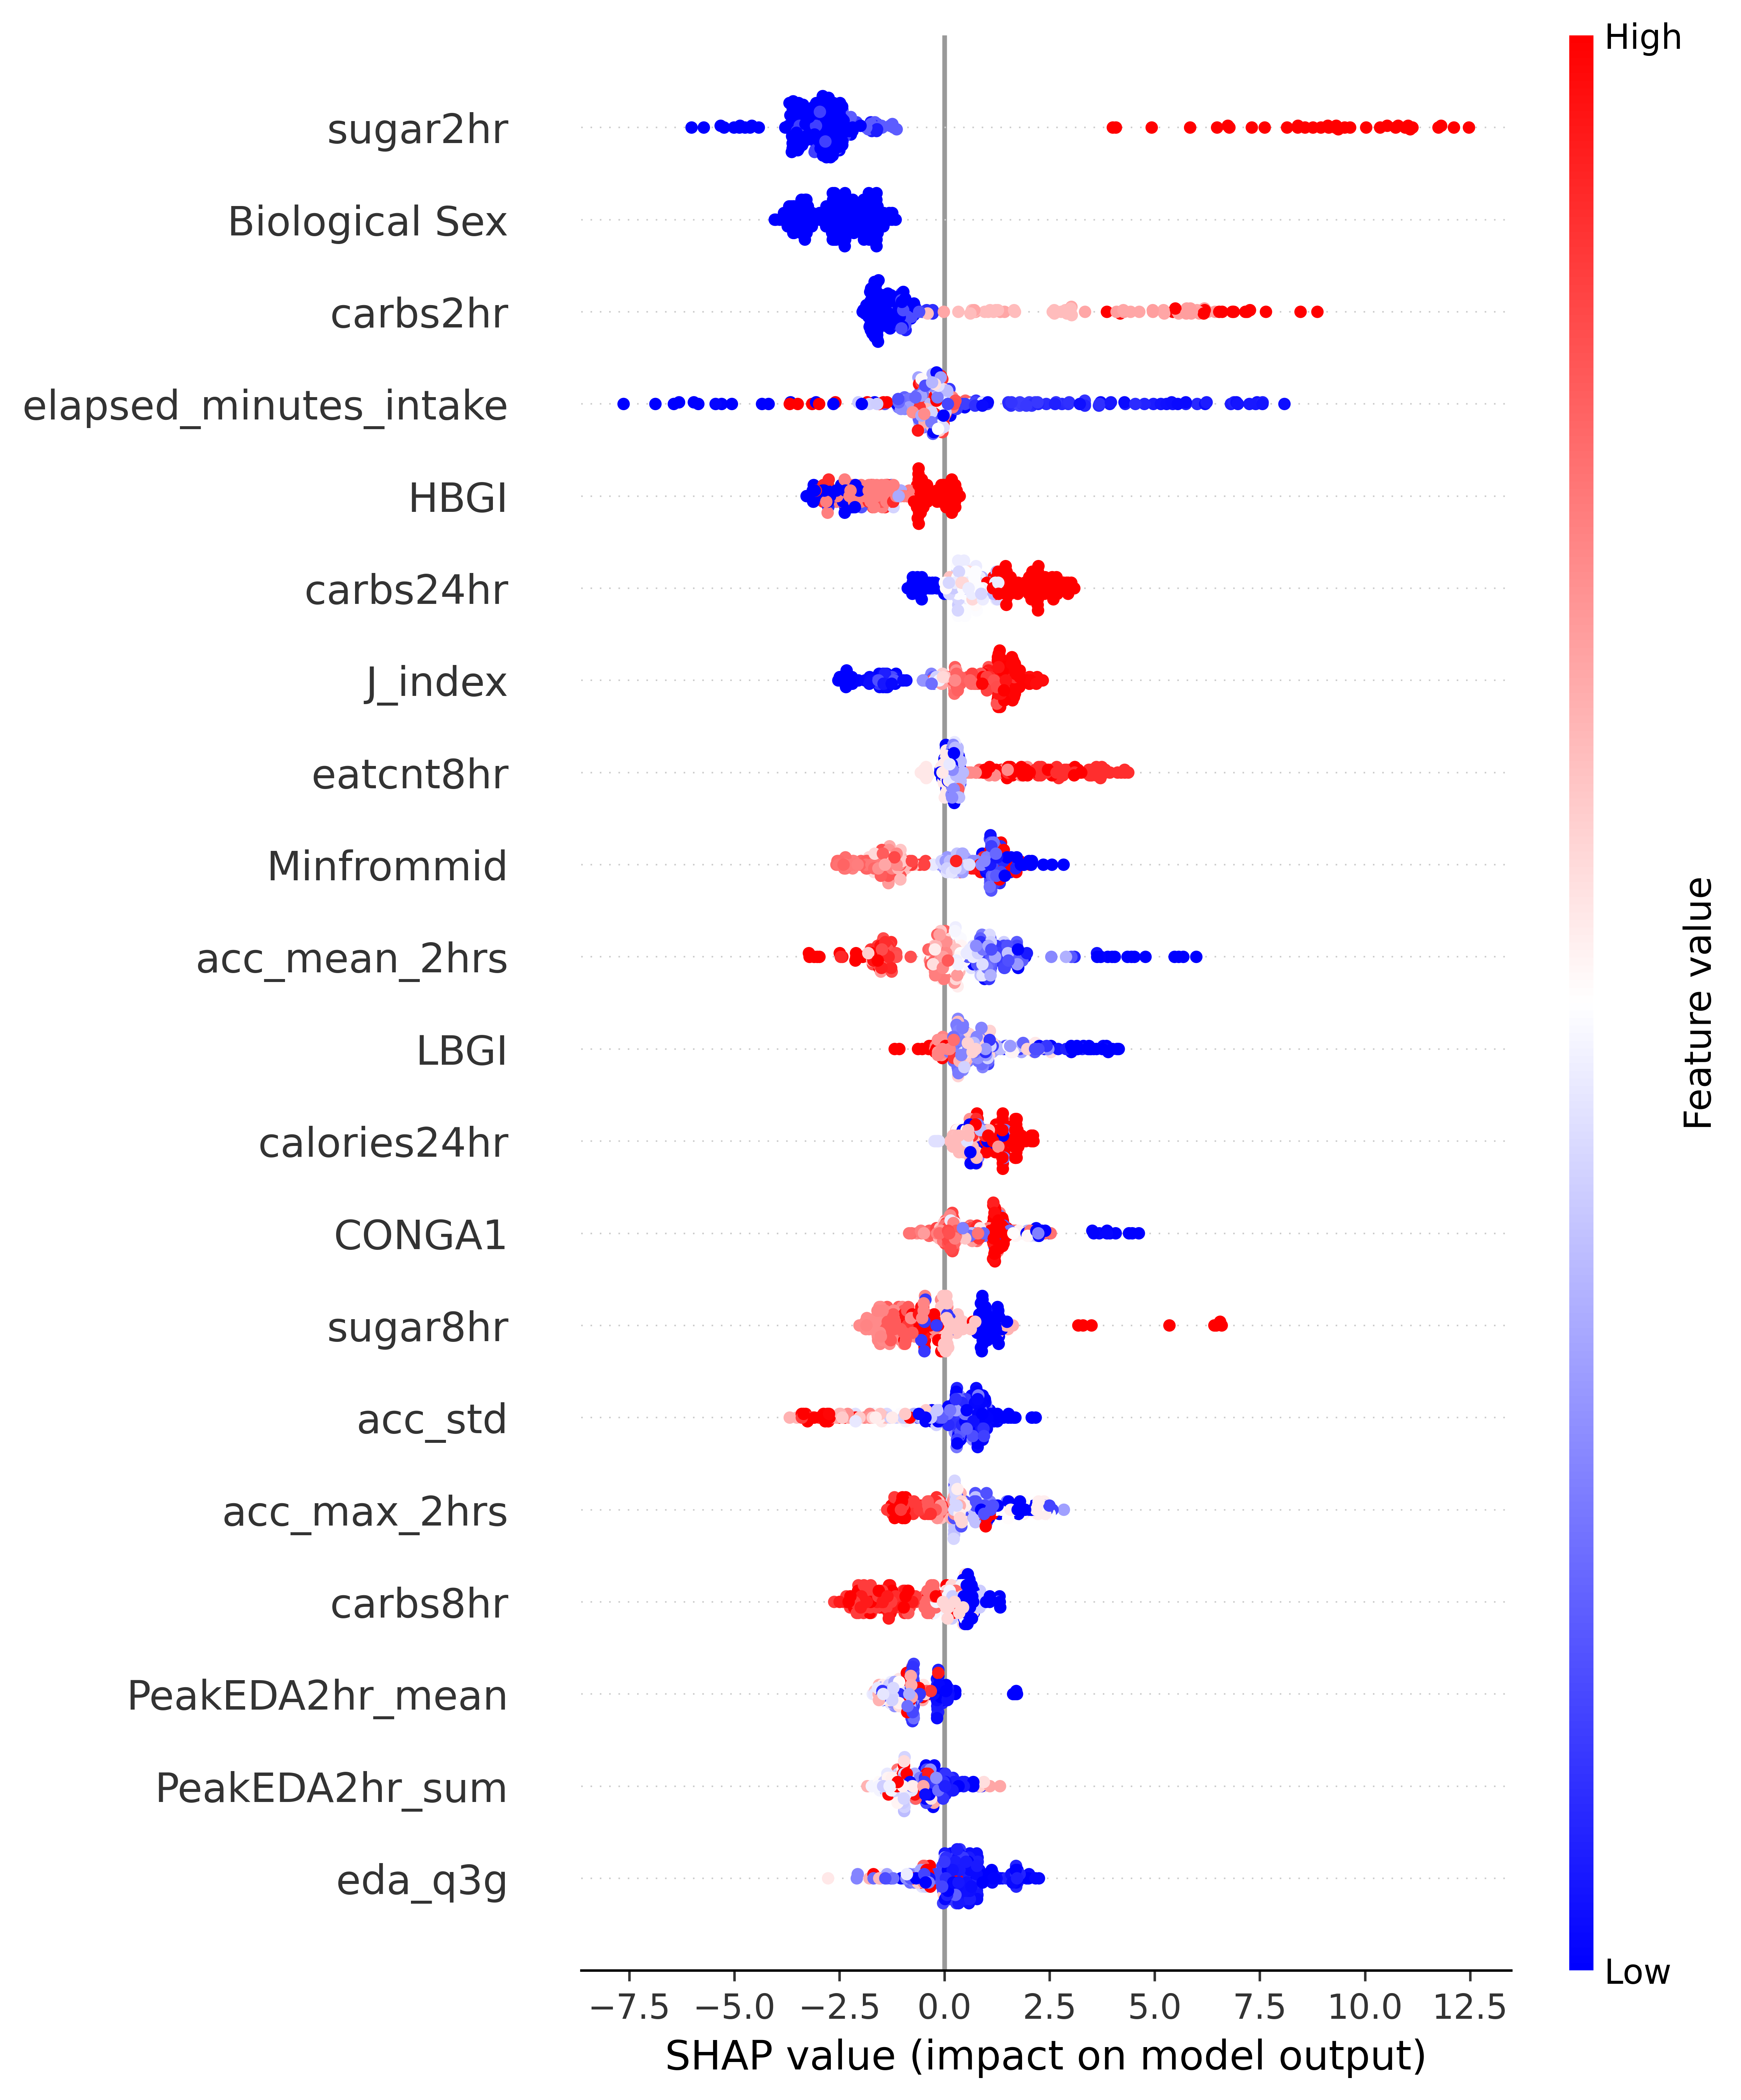 High
sugar2hr
Biological Sex
carbs2hr
elapsed_minutes_intake
HBGI
carbs24hr
J_index
eatcnt8hr
Minfrommid
acc_mean_2hrs
LBGI
calories24hr
CONGA1
sugar8hr
acc_std
acc_max_2hrs
carbs8hr
PeakEDA2hr_mean
PeakEDA2hr_sum
eda_q3g
Feature value
Low
−7.5 −5.0 −2.5 0.0 2.5 5.0 7.5 10.0 12.5
SHAP value (impact on model output)